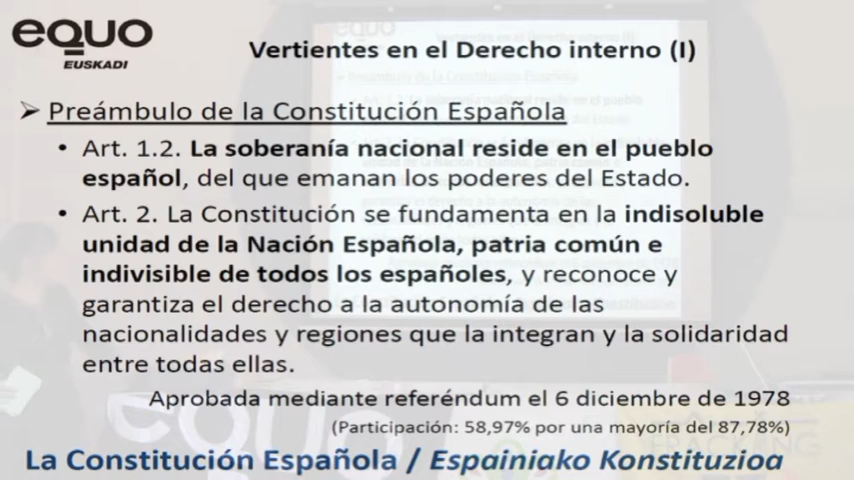 equo
EUSKADI
Vertientes en el Derecho interno (I)
➢ Preámbulo de la Constitución Española
• Art. 1.2. La soberanía nacional reside en el pueblo
español, del que emanan los poderes del Estado.
• Art. 2. La Constitución se fundamenta en la indisoluble
unidad de la Nación Española, patria común e
indivisible de todos los españoles, y reconoce y
garantiza el derecho a la autonomía de las
nacionalidades y regiones que la integran y la solidaridad
entre todas ellas.
Aprobada mediante referéndum el 6 diciembre de 1978
(Participación: 58,97% por una mayoría del 87,78%)
La Constitución Española / Espainiako Konstituzioa